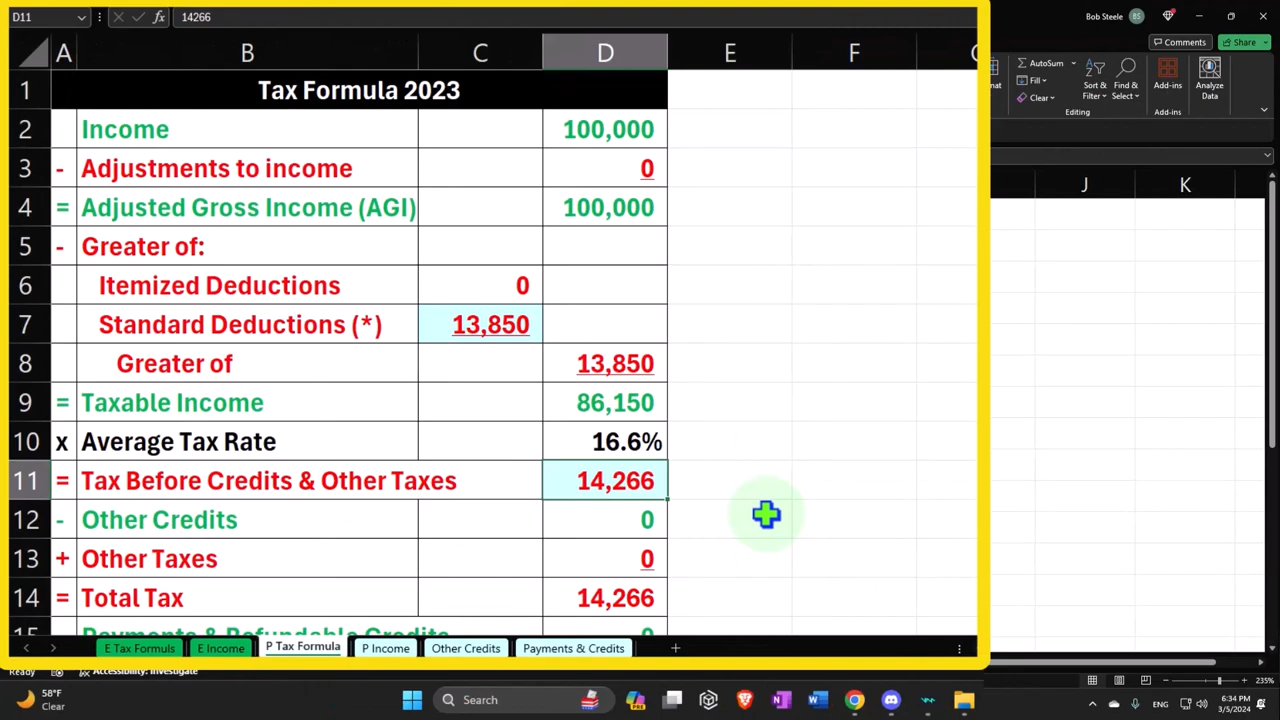 D11 14266 Bob Steele BS
Comments Share
AutoSum
Fill
Clear
Sort & Filter
Find & Select
Add-ins
Analyze Data
Editing Add-ins
A B C D E F J K
1 Tax Formula 2023
2 Income 100,000
3 - Adjustments to income 0
4 = Adjusted Gross Income (AGI) 100,000
5 - Greater of:
6 Itemized Deductions 0
7 Standard Deductions (*) 13,850
8 Greater of 13,850
9 = Taxable Income 86,150
10 x Average Tax Rate 16.6%
11 = Tax Before Credits & Other Taxes 14,266
12 - Other Credits 0
13 + Other Taxes 0
14 = Total Tax 14,266
E Tax Formuls E Income P Tax Formula P Income Other Credits Payments & Credits
Ready Accessibility: Investigate 235%
58°F
Clear
Search
6:34 PM
3/5/2024